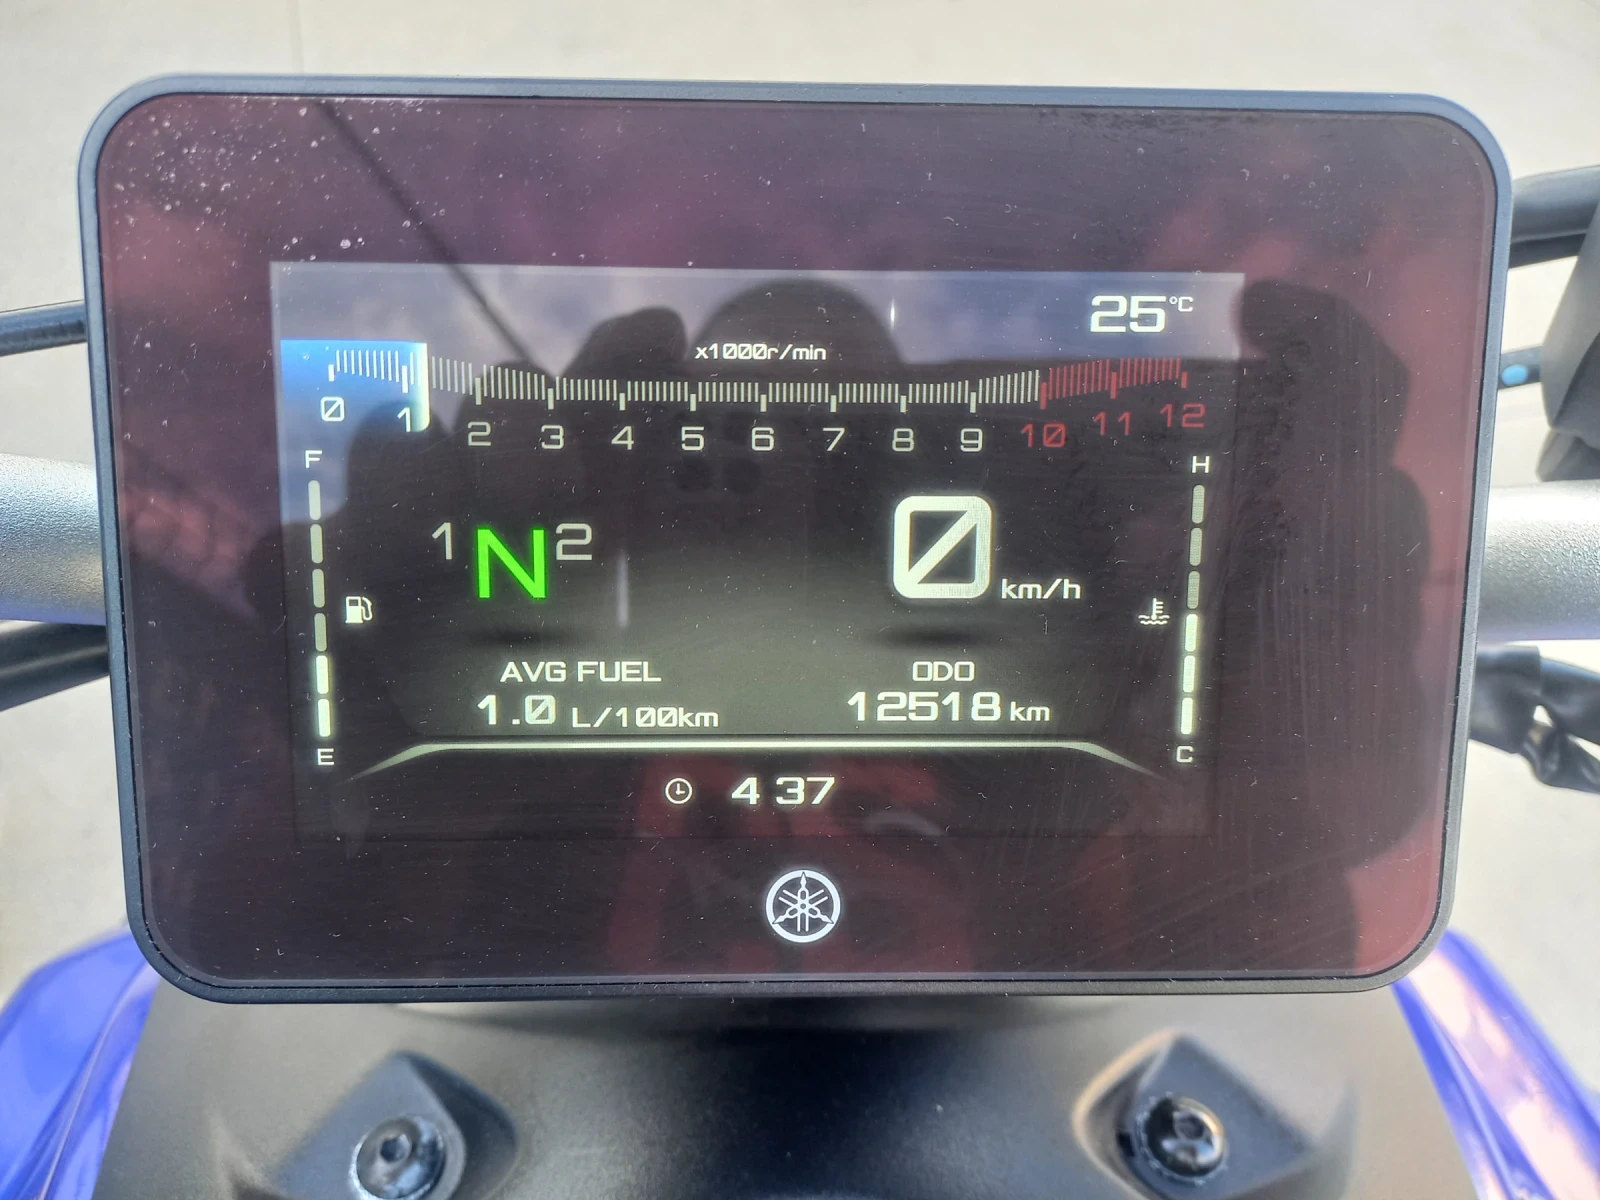 25°C
x1000r/min
0 1 2 3 4 5 6 7 8 9 10 11 12
F H
1 N 2
0 km/h
AVG FUEL ODO
1.0 L/100km 12518 km
E C
4 37